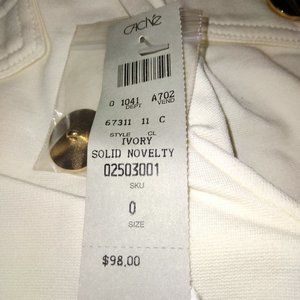 CACHE
0 1041 A702
DEPT VEND
67311 11 C
STYLE CL
IVORY
SOLID NOVELTY
02503001
SKU
0
SIZE
$98.00